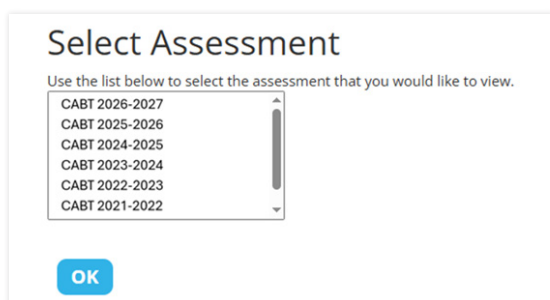 Select Assessment
Use the list below to select the assessment that you would like to view.
CABT 2026-2027
CABT 2025-2026
CABT 2024-2025
CABT 2023-2024
CABT 2022-2023
CABT 2021-2022
OK